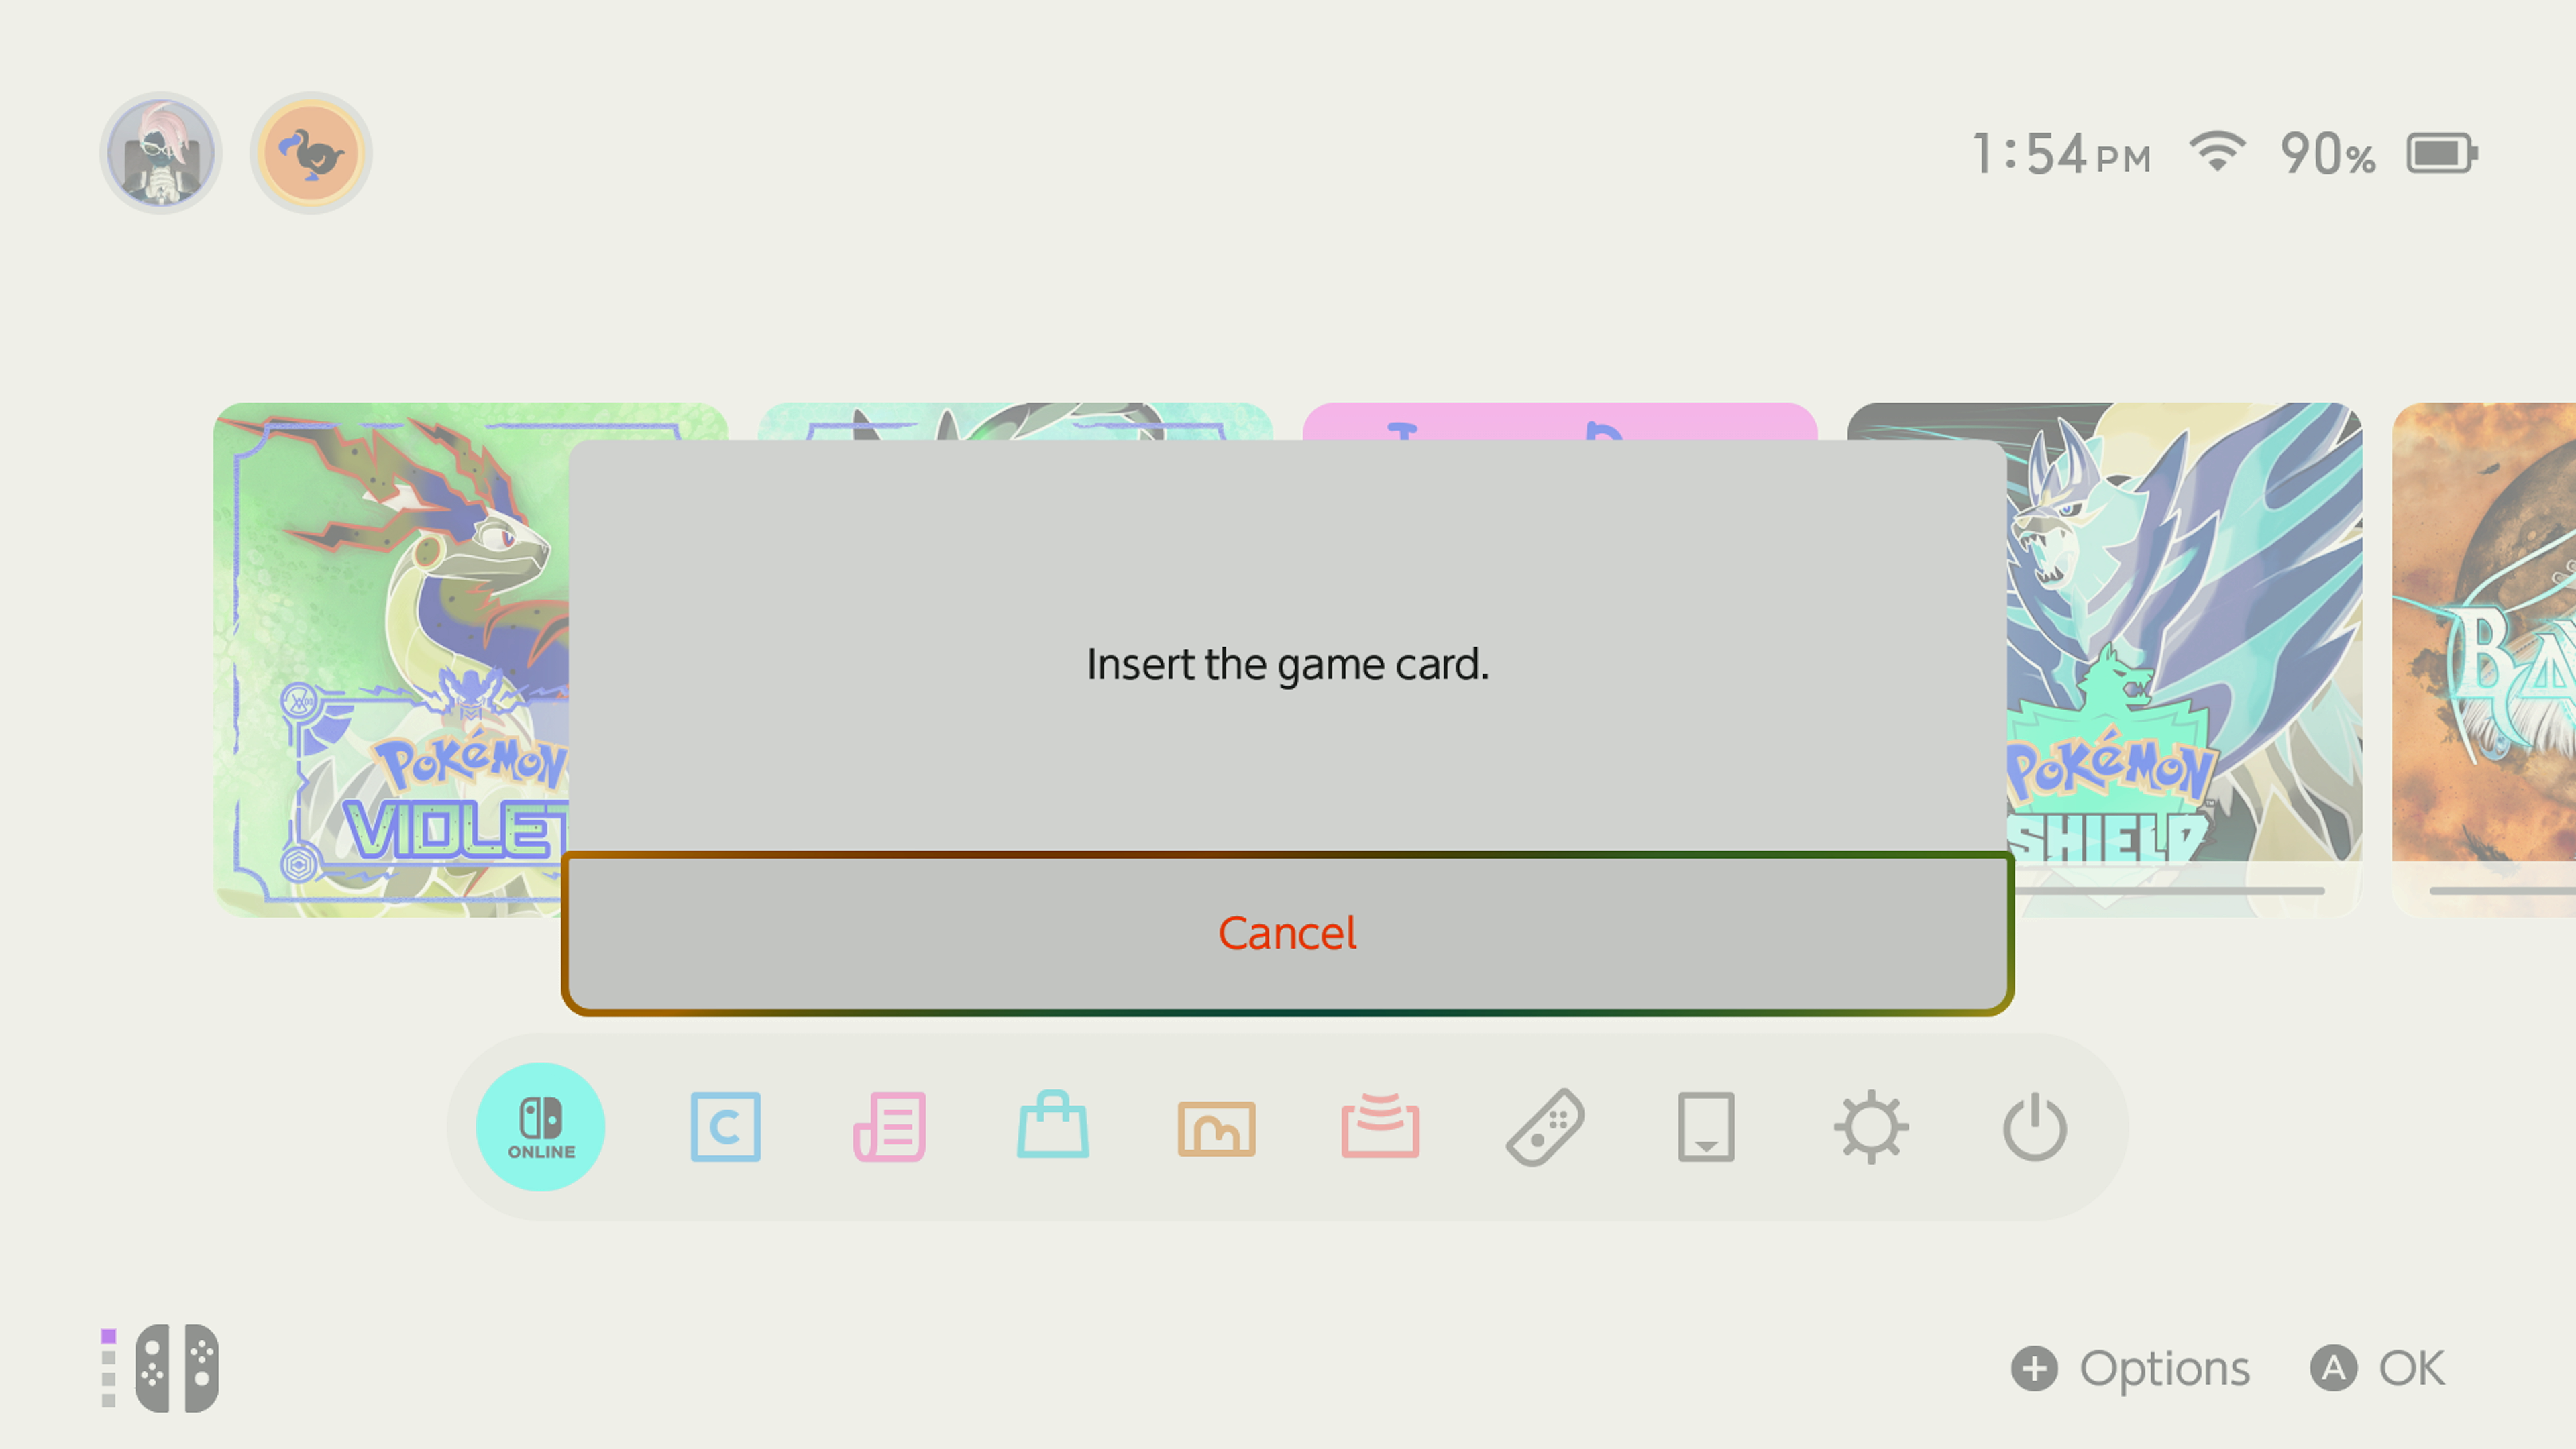 1:54 PM 90%
POKÉMON
VIOLET
Insert the game card.
POKÉMON
SHIELD
Cancel
ONLINE
C
+ Options A OK